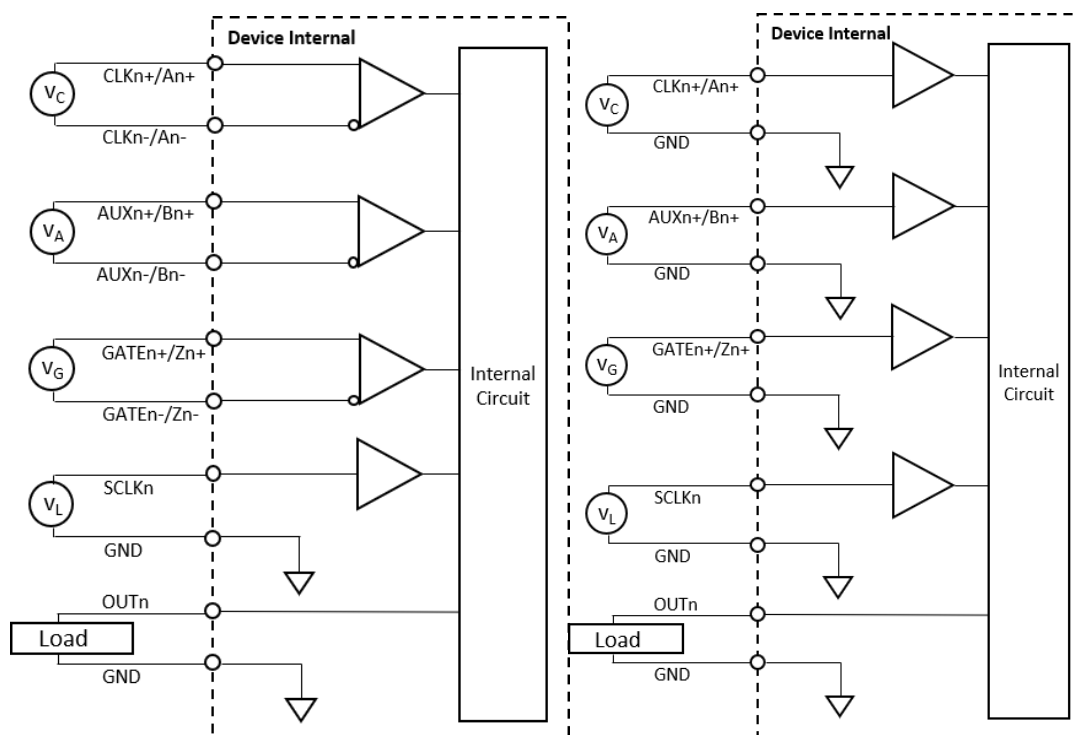 Device Internal
CLKn+/An+
VC
CLKn-/An-
AUXn+/Bn+
VA
AUXn-/Bn-
GATEn+/Zn+
VG
GATEn-/Zn-
Internal
Circuit
SCLKn
VL
GND
OUTn
Load
GND
Device Internal
CLKn+/An+
VC
GND
AUXn+/Bn+
VA
GND
GATEn+/Zn+
VG
GND
Internal
Circuit
SCLKn
VL
GND
OUTn
Load
GND